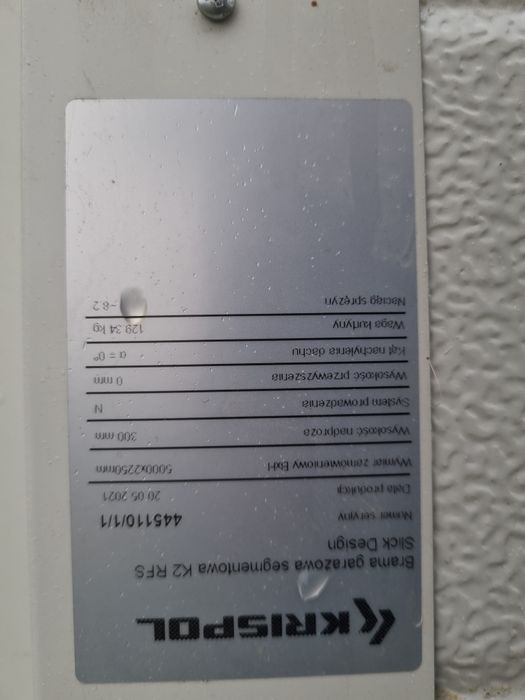 KRISPOL
Brama garażowa segmentowa K2 RFS
Slick Design
Numer seryjny 445110/1/1
Data produkcji 20.05.2021
Wymiar zamówieniowy BxH 5000x2250mm
Wysokość nadproża 300 mm
System prowadzenia N
Wysokość przewyższenia 0 mm
Kąt nachylenia dachu α = 0°
Waga kurtyny 129.34 kg
Naciąg sprężyn ~8.2